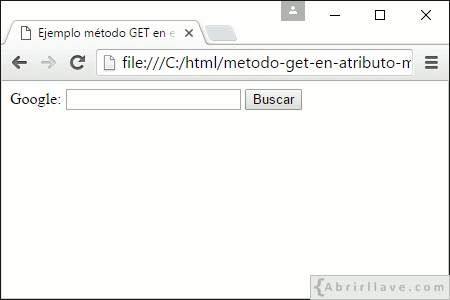 Ejemplo método GET en e
file:///C:/html/metodo-get-en-atributo-m
Google: Buscar
{Abrirllave.com